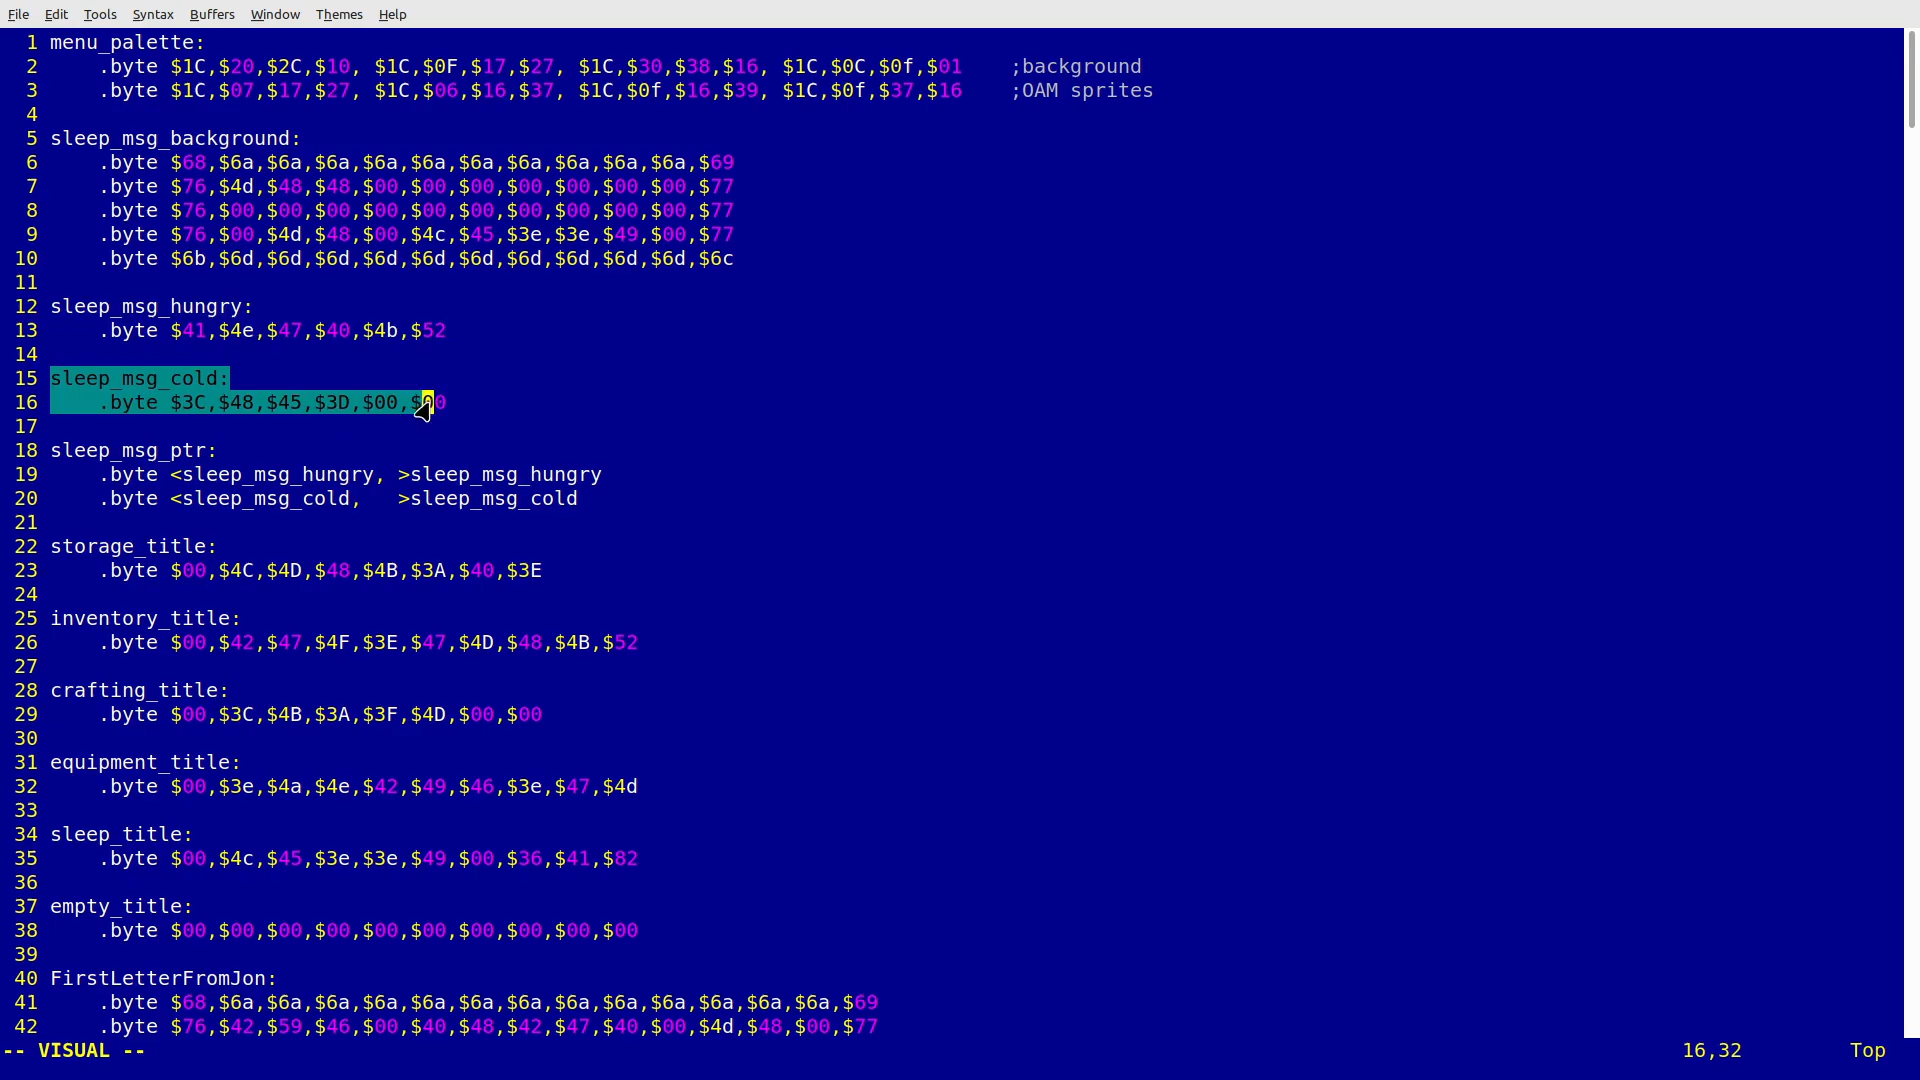 File Edit Tools Syntax Buffers Window Themes Help
1 menu_palette:
2     .byte $1C,$20,$2C,$10, $1C,$0F,$17,$27, $1C,$30,$38,$16, $1C,$0C,$0f,$01    ;background
3     .byte $1C,$07,$17,$27, $1C,$06,$16,$37, $1C,$0f,$16,$39, $1C,$0f,$37,$16    ;OAM sprites
4
5 sleep_msg_background:
6     .byte $68,$6a,$6a,$6a,$6a,$6a,$6a,$6a,$6a,$6a,$6a,$69
7     .byte $76,$4d,$48,$48,$00,$00,$00,$00,$00,$00,$00,$77
8     .byte $76,$00,$00,$00,$00,$00,$00,$00,$00,$00,$00,$77
9     .byte $76,$00,$4d,$48,$00,$4c,$45,$3e,$3e,$49,$00,$77
10     .byte $6b,$6d,$6d,$6d,$6d,$6d,$6d,$6d,$6d,$6d,$6d,$6c
11
12 sleep_msg_hungry:
13     .byte $41,$4e,$47,$40,$4b,$52
14
15 sleep_msg_cold:
16     .byte $3C,$48,$45,$3D,$00,$00
17
18 sleep_msg_ptr:
19     .byte <sleep_msg_hungry, >sleep_msg_hungry
20     .byte <sleep_msg_cold,   >sleep_msg_cold
21
22 storage_title:
23     .byte $00,$4C,$4D,$48,$4B,$3A,$40,$3E
24
25 inventory_title:
26     .byte $00,$42,$47,$4F,$3E,$47,$4D,$48,$4B,$52
27
28 crafting_title:
29     .byte $00,$3C,$4B,$3A,$3F,$4D,$00,$00
30
31 equipment_title:
32     .byte $00,$3e,$4a,$4e,$42,$49,$46,$3e,$47,$4d
33
34 sleep_title:
35     .byte $00,$4c,$45,$3e,$3e,$49,$00,$36,$41,$82
36
37 empty_title:
38     .byte $00,$00,$00,$00,$00,$00,$00,$00,$00,$00
39
40 FirstLetterFromJon:
41     .byte $68,$6a,$6a,$6a,$6a,$6a,$6a,$6a,$6a,$6a,$6a,$6a,$6a,$6a,$69
42     .byte $76,$42,$59,$46,$00,$40,$48,$42,$47,$40,$00,$4d,$48,$00,$77
-- VISUAL -- 16,32 Top